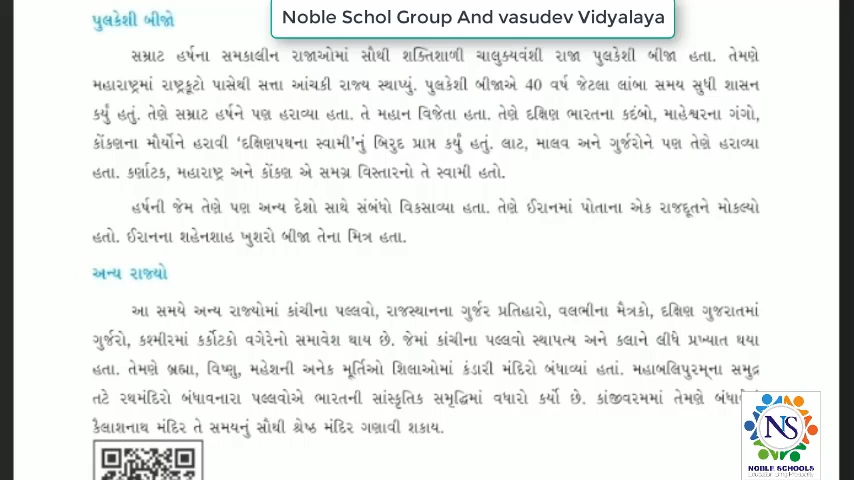 Noble Schol Group And vasudev Vidyalaya
પુલકેશી બીજો
સમ્રાટ હર્ષના સમકાલીન રાજાઓમાં સૌથી શક્તિશાળી ચાલુક્યવંશી રાજા પુલકેશી બીજા હતા. તેમણે
મહારાષ્ટ્રમાં રાષ્ટ્રકૂટો પાસેથી સત્તા આંચકી રાજ્ય સ્થાપ્યું. પુલકેશી બીજાએ 40 વર્ષ જેટલા લાંબા સમય સુધી શાસન
કર્યું હતું. તેણે સમ્રાટ હર્ષને પણ હરાવ્યા હતા. તે મહાન વિજેતા હતા. તેણે દક્ષિણ ભારતના કદંબો, માહેશ્વરના ગંગો,
કોંકણના મૌર્યોને હરાવી ‘દક્ષિણપથના સ્વામી’નું બિરુદ પ્રાપ્ત કર્યું હતું. લાટ, માલવ અને ગુર્જરોને પણ તેણે હરાવ્યા
હતા. કર્ણાટક, મહારાષ્ટ્ર અને કોંકણ એ સમગ્ર વિસ્તારનો તે સ્વામી હતો.
હર્ષની જેમ તેણે પણ અન્ય દેશો સાથે સંબંધો વિકસાવ્યા હતા. તેણે ઈરાનમાં પોતાના એક રાજદૂતને મોકલ્યો
હતો. ઈરાનના શહેનશાહ ખુશરો બીજા તેના મિત્ર હતા.
અન્ય રાજ્યો
આ સમયે અન્ય રાજ્યોમાં કાંચીના પલ્લવો, રાજસ્થાનના ગુર્જર પ્રતિહારો, વલભીના મૈત્રકો, દક્ષિણ ગુજરાતમાં
ગુર્જરો, કશ્મીરમાં કર્કોટકો વગેરેનો સમાવેશ થાય છે. જેમાં કાંચીના પલ્લવો સ્થાપત્ય અને કલાને લીધે પ્રખ્યાત થયા
હતા. તેમણે બ્રહ્મા, વિષ્ણુ, મહેશની અનેક મૂર્તિઓ શિલાઓમાં કંડારી મંદિરો બંધાવ્યાં હતાં. મહાબલિપુરમ્‌ના સમુદ્ર
તટે રથમંદિરો બંધાવનારા પલ્લવોએ ભારતની સાંસ્કૃતિક સમૃદ્ધિમાં વધારો કર્યો છે. કાંજીવરમમાં તેમણે
કૈલાશનાથ મંદિર તે સમયનું સૌથી શ્રેષ્ઠ મંદિર ગણાવી શકાય.
NS
NOBLE SCHOOLS